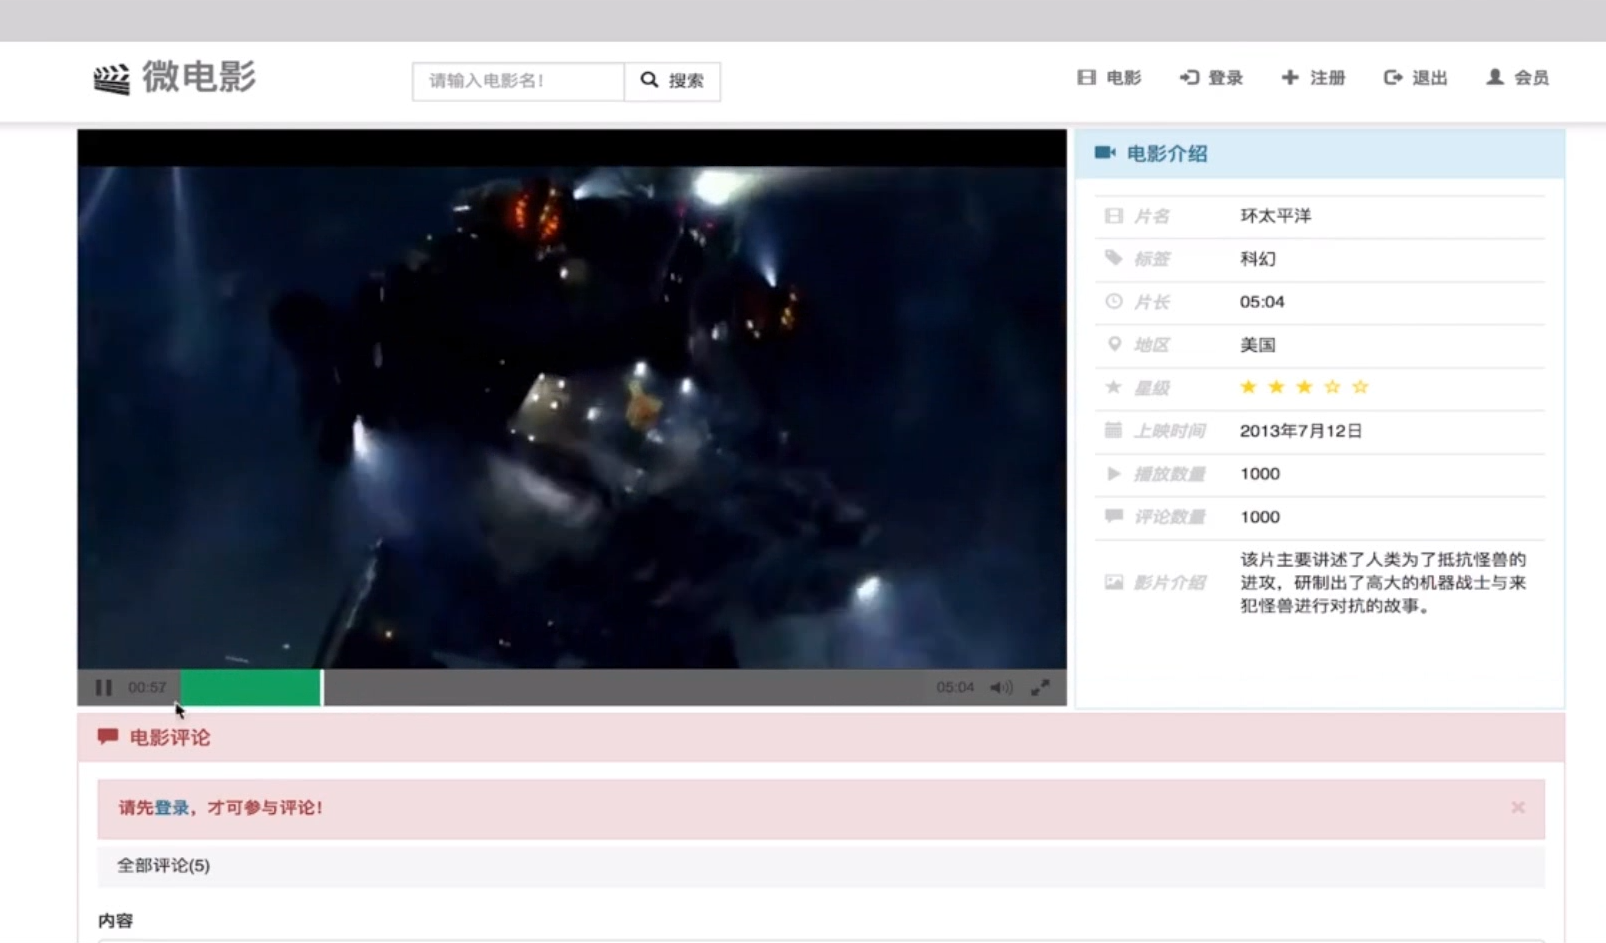 微电影
请输入电影名！
搜索
电影
登录
注册
退出
会员
电影介绍
片名 环太平洋
标签 科幻
片长 05:04
地区 美国
星级
上映时间 2013年7月12日
播放数量 1000
评论数量 1000
影片介绍 该片主要讲述了人类为了抵抗怪兽的
进攻，研制出了高大的机器战士与来
犯怪兽进行对抗的故事。
00:57
05:04
电影评论
请先登录，才可参与评论！
全部评论(5)
内容